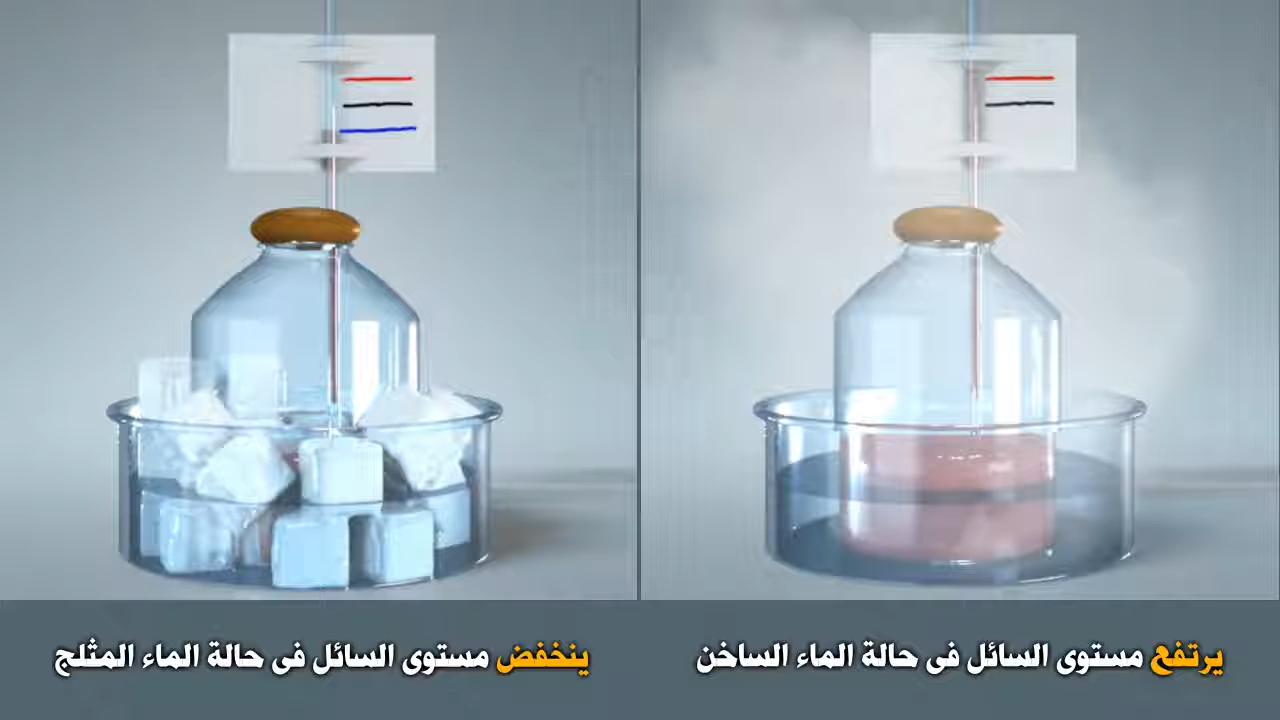 يرتفع مستوى السائل فى حالة الماء الساخن
ينخفض مستوى السائل فى حالة الماء المثلج